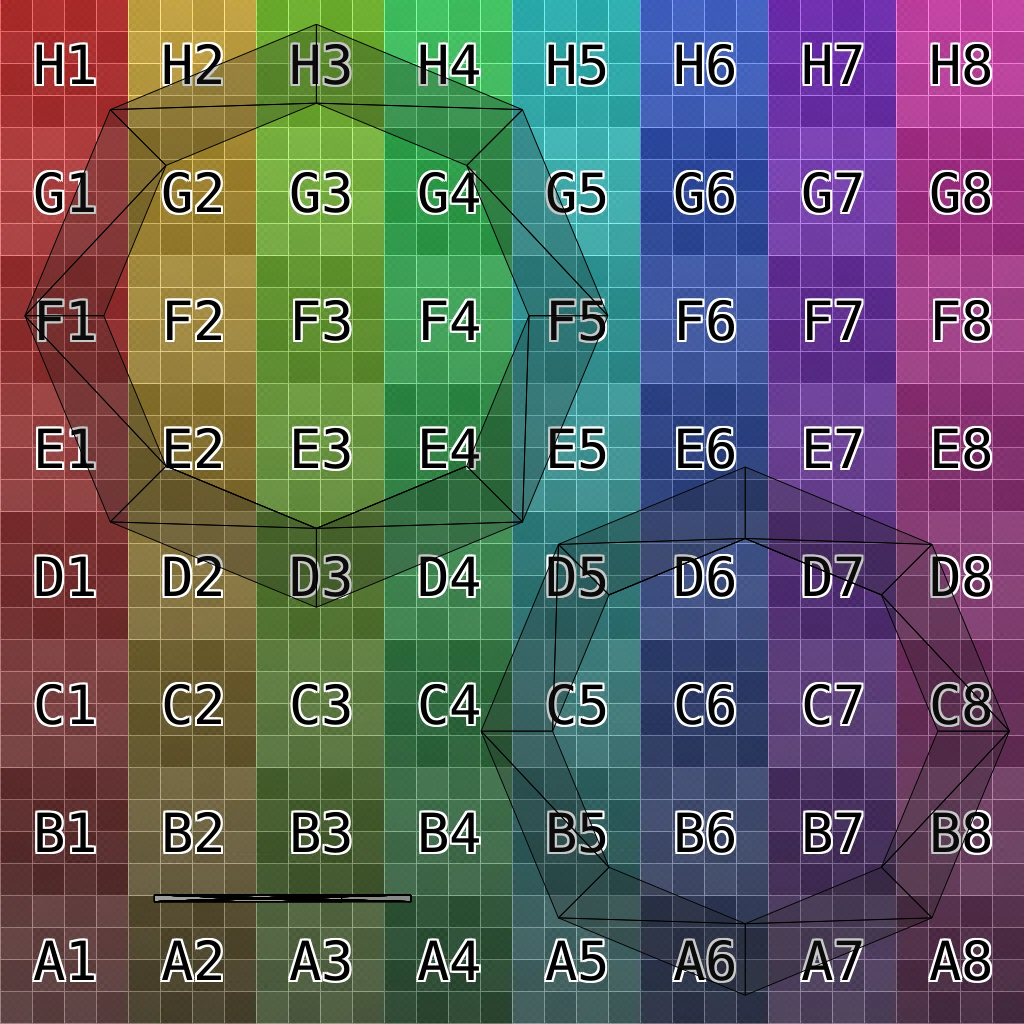 H1 H2 H3 H4 H5 H6 H7 H8
G1 G2 G3 G4 G5 G6 G7 G8
F1 F2 F3 F4 F5 F6 F7 F8
E1 E2 E3 E4 E5 E6 E7 E8
D1 D2 D3 D4 D5 D6 D7 D8
C1 C2 C3 C4 C5 C6 C7 C8
B1 B2 B3 B4 B5 B6 B7 B8
A1 A2 A3 A4 A5 A6 A7 A8